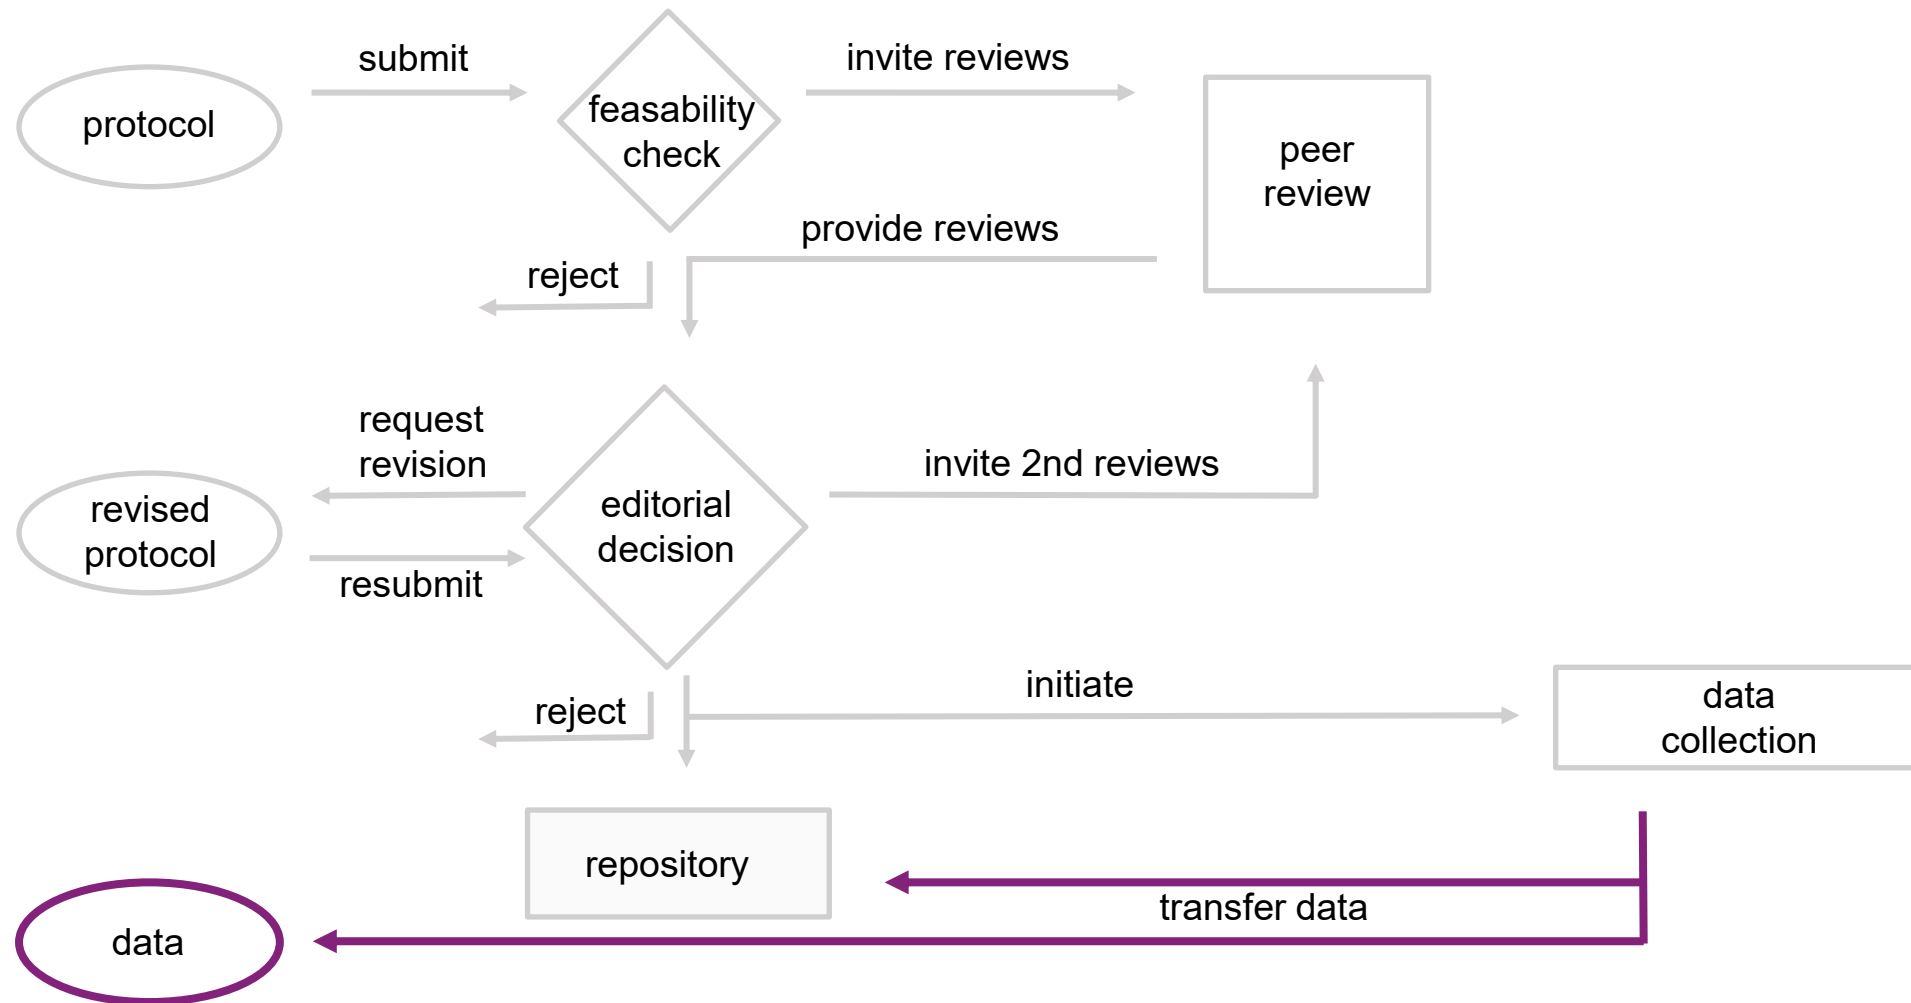 submit
invite reviews
protocol
feasability
check
peer
review
provide reviews
reject
request
revision
invite 2nd reviews
revised
protocol
editorial
decision
resubmit
initiate
reject
data
collection
repository
transfer data
data